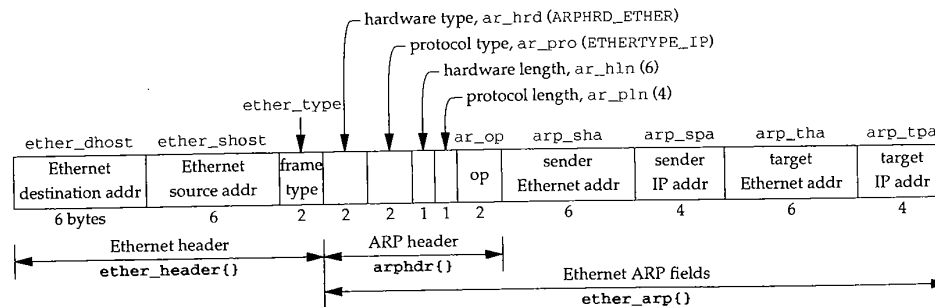 hardware type, ar_hrd (ARPHRD_ETHER)
protocol type, ar_pro (ETHERTYPE_IP)
hardware length, ar_hln (6)
protocol length, ar_pln (4)
ether_type
ether_dhost ether_shost ar_op arp_sha arp_spa arp_tha arp_tpa
Ethernet Ethernet frame sender sender target target
destination addr source addr type op Ethernet addr IP addr Ethernet addr IP addr
6 bytes 6 2 2 2 1 1 2 6 4 6 4
Ethernet header ARP header
ether_header{} arphdr{} Ethernet ARP fields
ether_arp{}